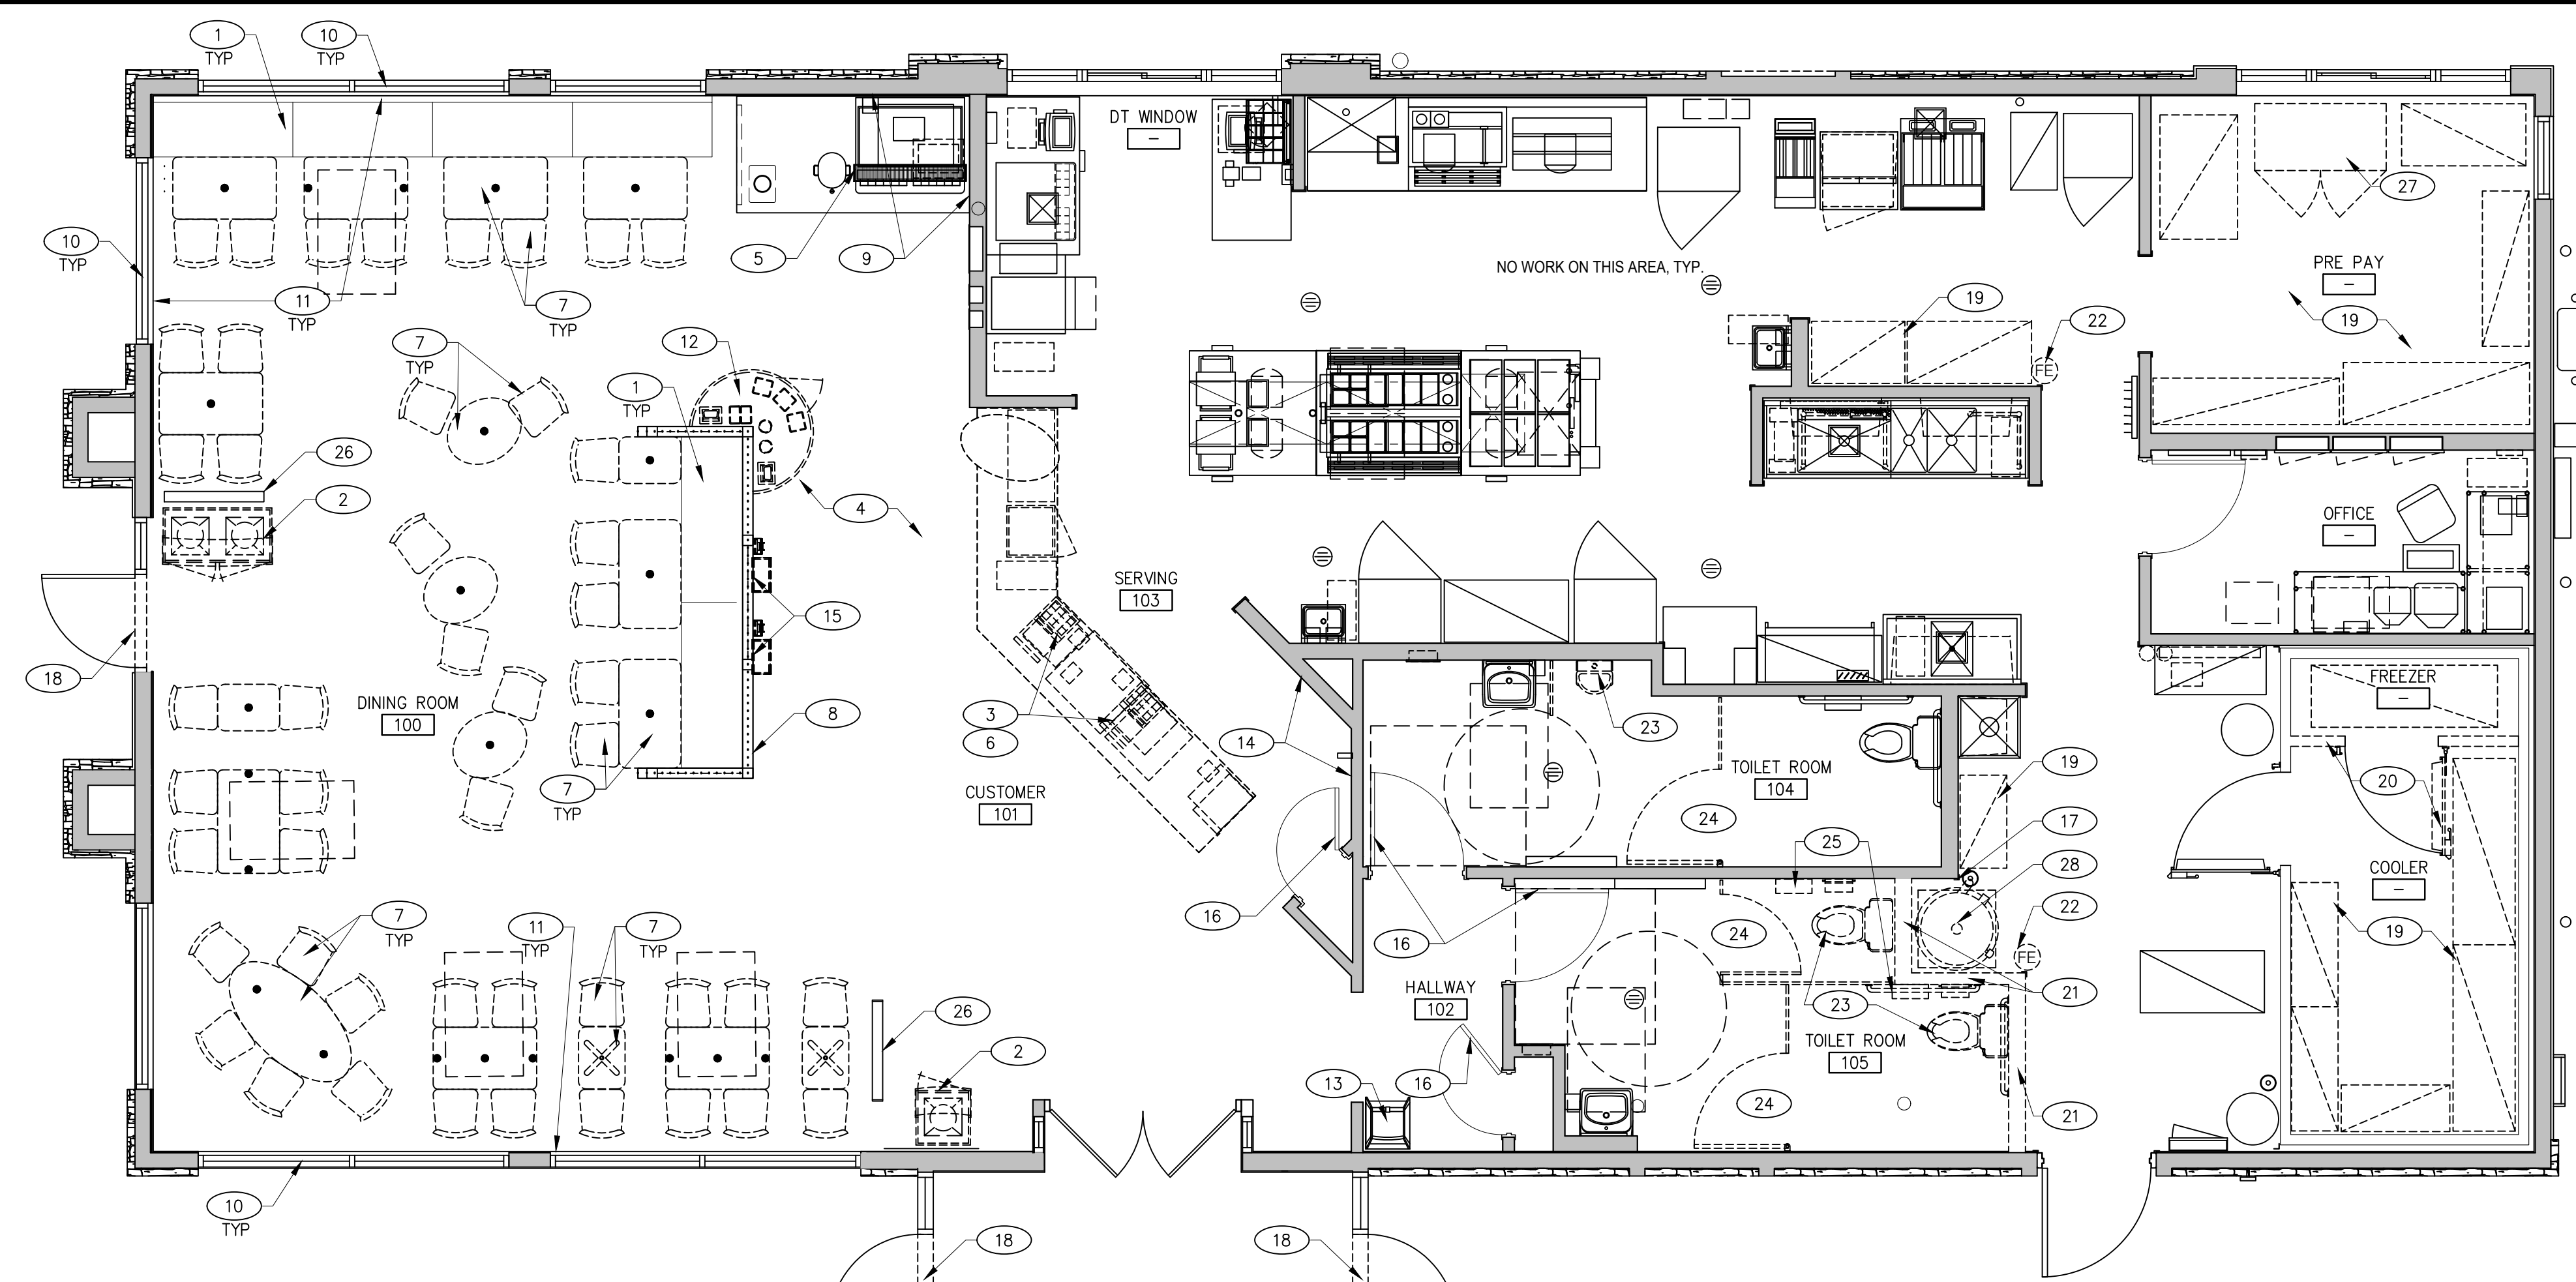 1
TYP
10
TYP
DT WINDOW
-
27
10
TYP
5
9
NO WORK ON THIS AREA, TYP.
PRE PAY
-
11
TYP
7
TYP
19
19
22
FE
7
TYP
12
1
TYP
26
2
4
OFFICE
-
SERVING
103
15
18
DINING ROOM
100
8
3
6
14
23
FREEZER
-
TOILET ROOM
104
19
20
7
TYP
CUSTOMER
101
24
17
25
28
COOLER
-
16
16
7
TYP
11
TYP
7
TYP
24
22
FE
19
HALLWAY
102
23
21
26
2
TOILET ROOM
105
13
16
24
21
10
TYP
18
18